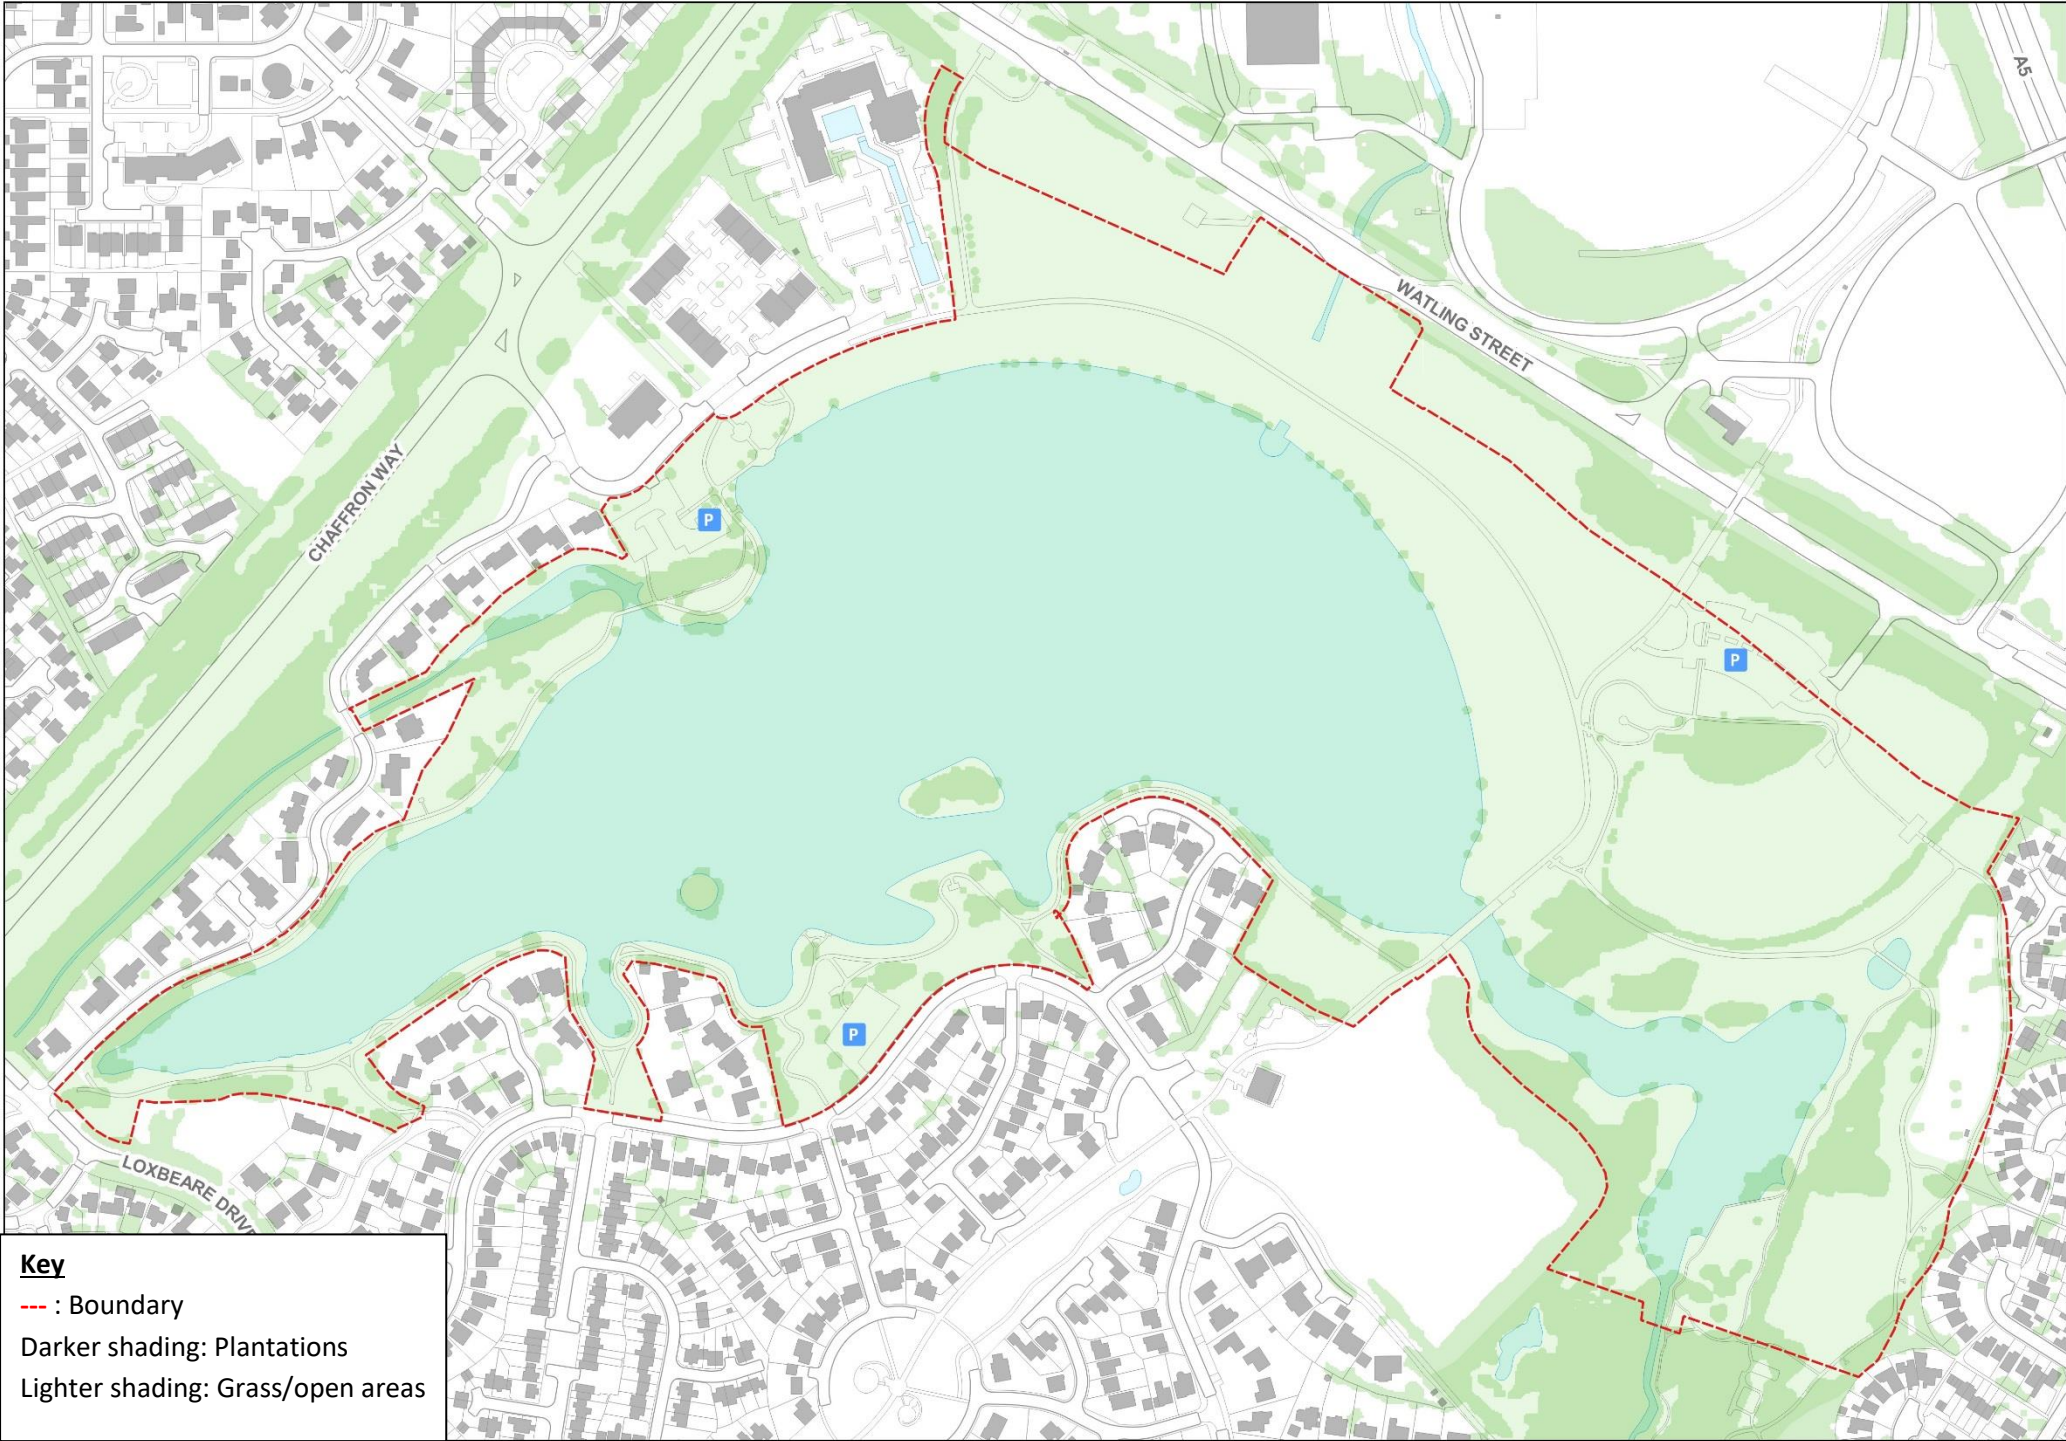 A5
WATLING STREET
CHAFFRON WAY
P
P
P
LOXBEARE DRIVE
Key
--- : Boundary
Darker shading: Plantations
Lighter shading: Grass/open areas